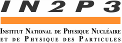 IN2P3
INSTITUT NATIONAL DE PHYSIQUE NUCLÉAIRE
ET DE PHYSIQUE DES PARTICULES